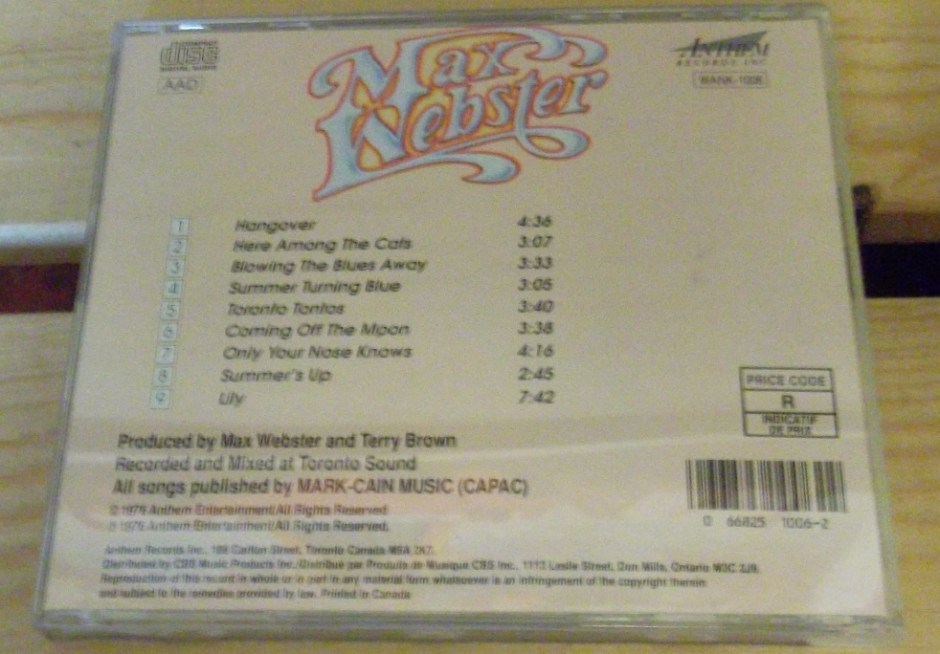 COMPACT
disc
DIGITAL AUDIO
AAD
Max
Webster
ANTHEM
RECORDS INC.
WANK-1006
1 Hangover 4:36
2 Here Among The Cats 3:07
3 Blowing The Blues Away 3:33
4 Summer Turning Blue 3:05
5 Toronto Tontos 3:40
6 Coming Off The Moon 3:38
7 Only Your Nose Knows 4:16
8 Summer's Up 2:45
9 Lily 7:42
PRICE CODE
R
INDICATIF
DE PRIX
Produced by Max Webster and Terry Brown
Recorded and Mixed at Toronto Sound
All songs published by MARK-CAIN MUSIC (CAPAC)
Anthem Entertainment/All Rights Reserved
Anthem Entertainment/All Rights Reserved.
0 66825 1006-2
Anthem Records Inc., 189 Carlton Street, Toronto Canada M5A 2K7.
Distributed by CBS Music Products Inc./Distribué par Produits de Musique CBS Inc., 1112 Leslie Street, Don Mills, Ontario M3C 2J9.
Reproduction of this record in whole or in part in any material form whatsoever is an infringement of the copyright therein
and subject to the remedies provided by law. Printed in Canada